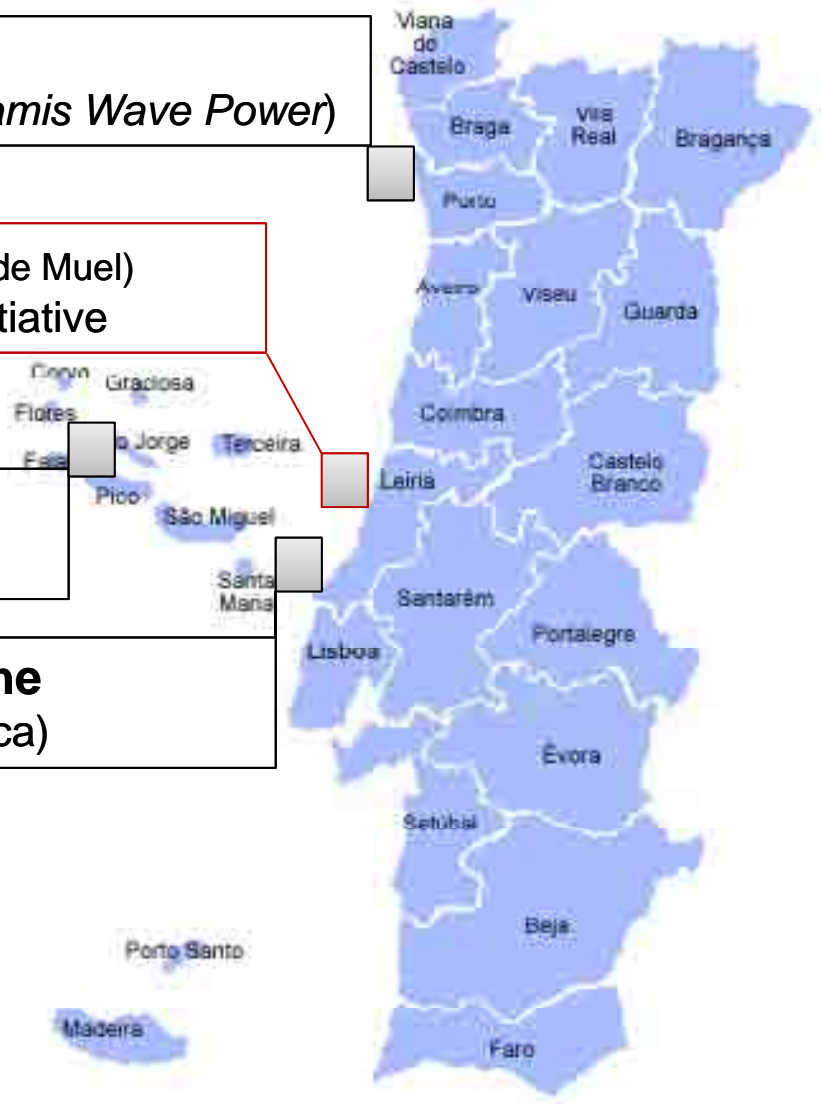 Viana
do
Castelo
amis Wave Power)
Braga
Vila
Real
Bragança
Porto
de Muel)
tiative
Aveiro
Viseu
Guarda
Corvo
Graciosa
Flores
Coimbra
Jorge
Terceira
Castelo
Branco
Leiria
Pico
São Miguel
Santa
Maria
Santarém
Portalegre
Lisboa
ne
ca)
Évora
Setúbal
Beja
Porto Santo
Madeira
Faro